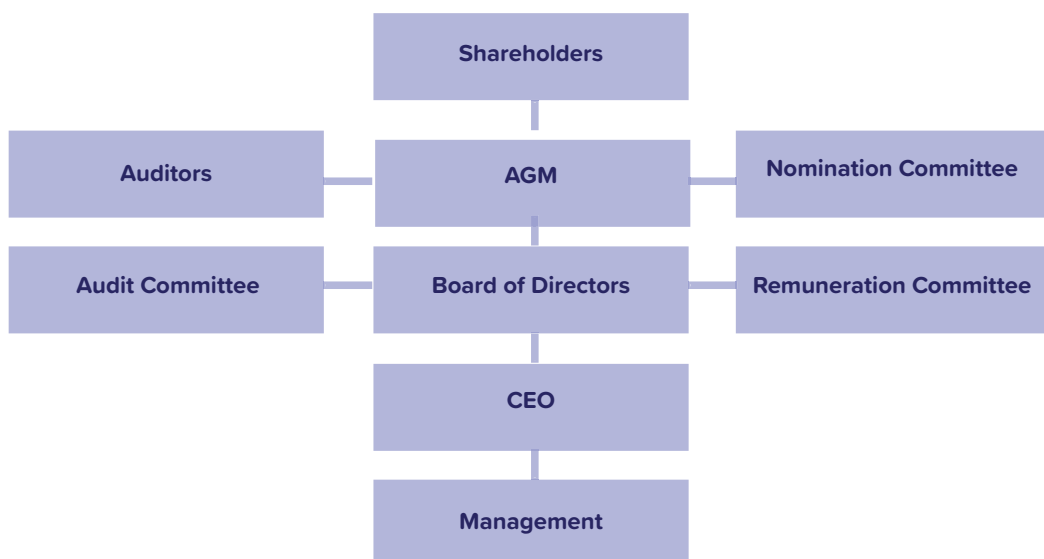 Shareholders
Auditors
AGM
Nomination Committee
Audit Committee
Board of Directors
Remuneration Committee
CEO
Management